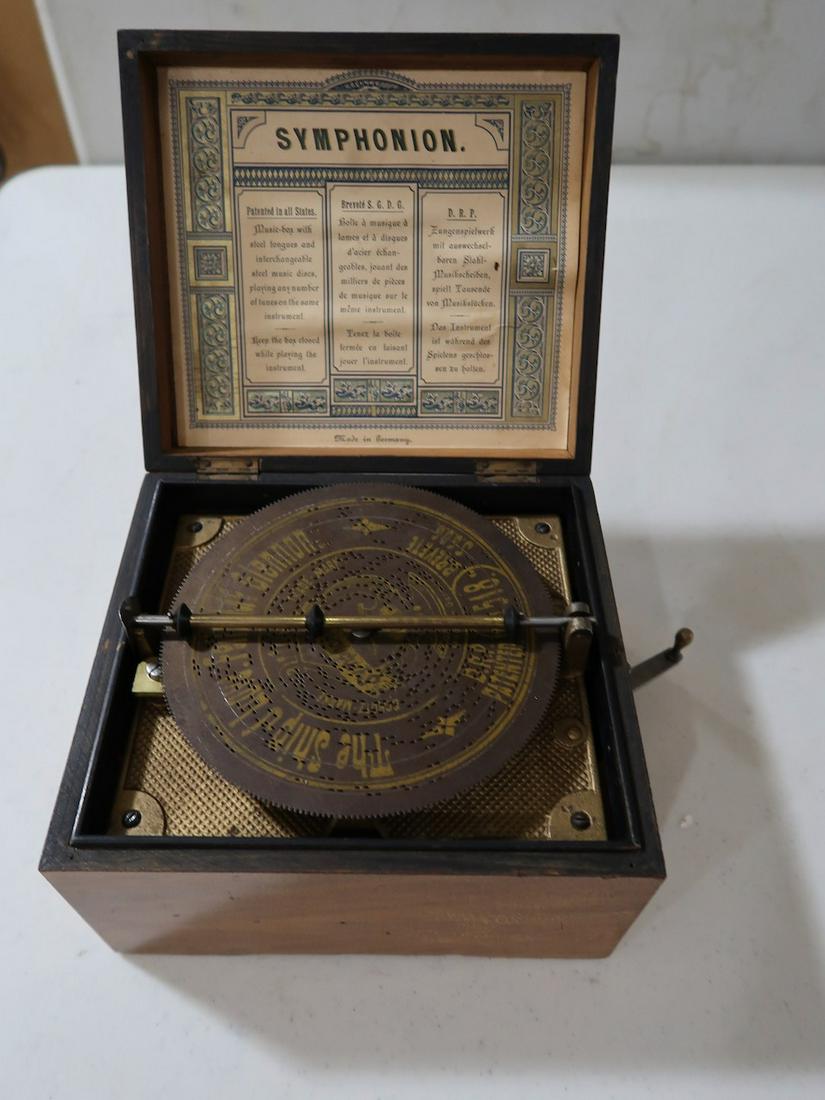 SYMPHONION.
Patented in all States.
Music-box with
steel tongues and
interchangeable
steel music discs,
playing any number
of tunes on the same
instrument.
Keep the box closed
while playing the
instrument.
Breveté S. G. D. G.
Boîte à musique à
lames et à disques
d'acier échan-
geables, jouant des
milliers de pièces
de musique sur le
même instrument.
Tenez la boîte
fermée en faisant
jouer l'instrument.
D. R. P.
Zungenspielwerk
mit auswechsel-
baren Stahl-
Musikscheiben,
spielt Tausende
von Musikstücken.
Das Instrument
ist während des
Spielens geschlos-
sen zu halten.
Made in Germany.
The Ship I Love
PATENTED